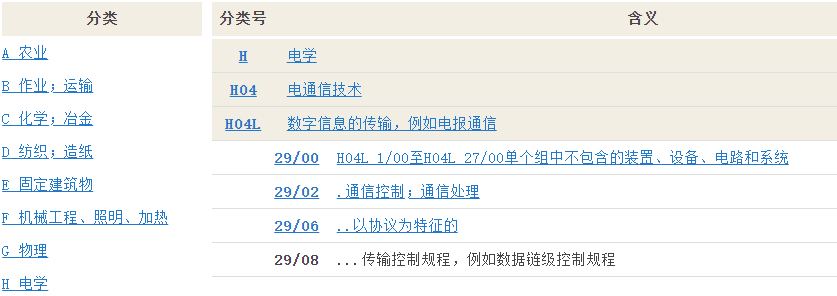 分类
A 农业
B 作业；运输
C 化学；冶金
D 纺织；造纸
E 固定建筑物
F 机械工程、照明、加热
G 物理
H 电学
分类号 含义
H 电学
H04 电通信技术
H04L 数字信息的传输，例如电报通信
29/00 H04L 1/00至H04L 27/00单个组中不包含的装置、设备、电路和系统
29/02 .通信控制；通信处理
29/06 ..以协议为特征的
29/08 ...传输控制规程，例如数据链级控制规程